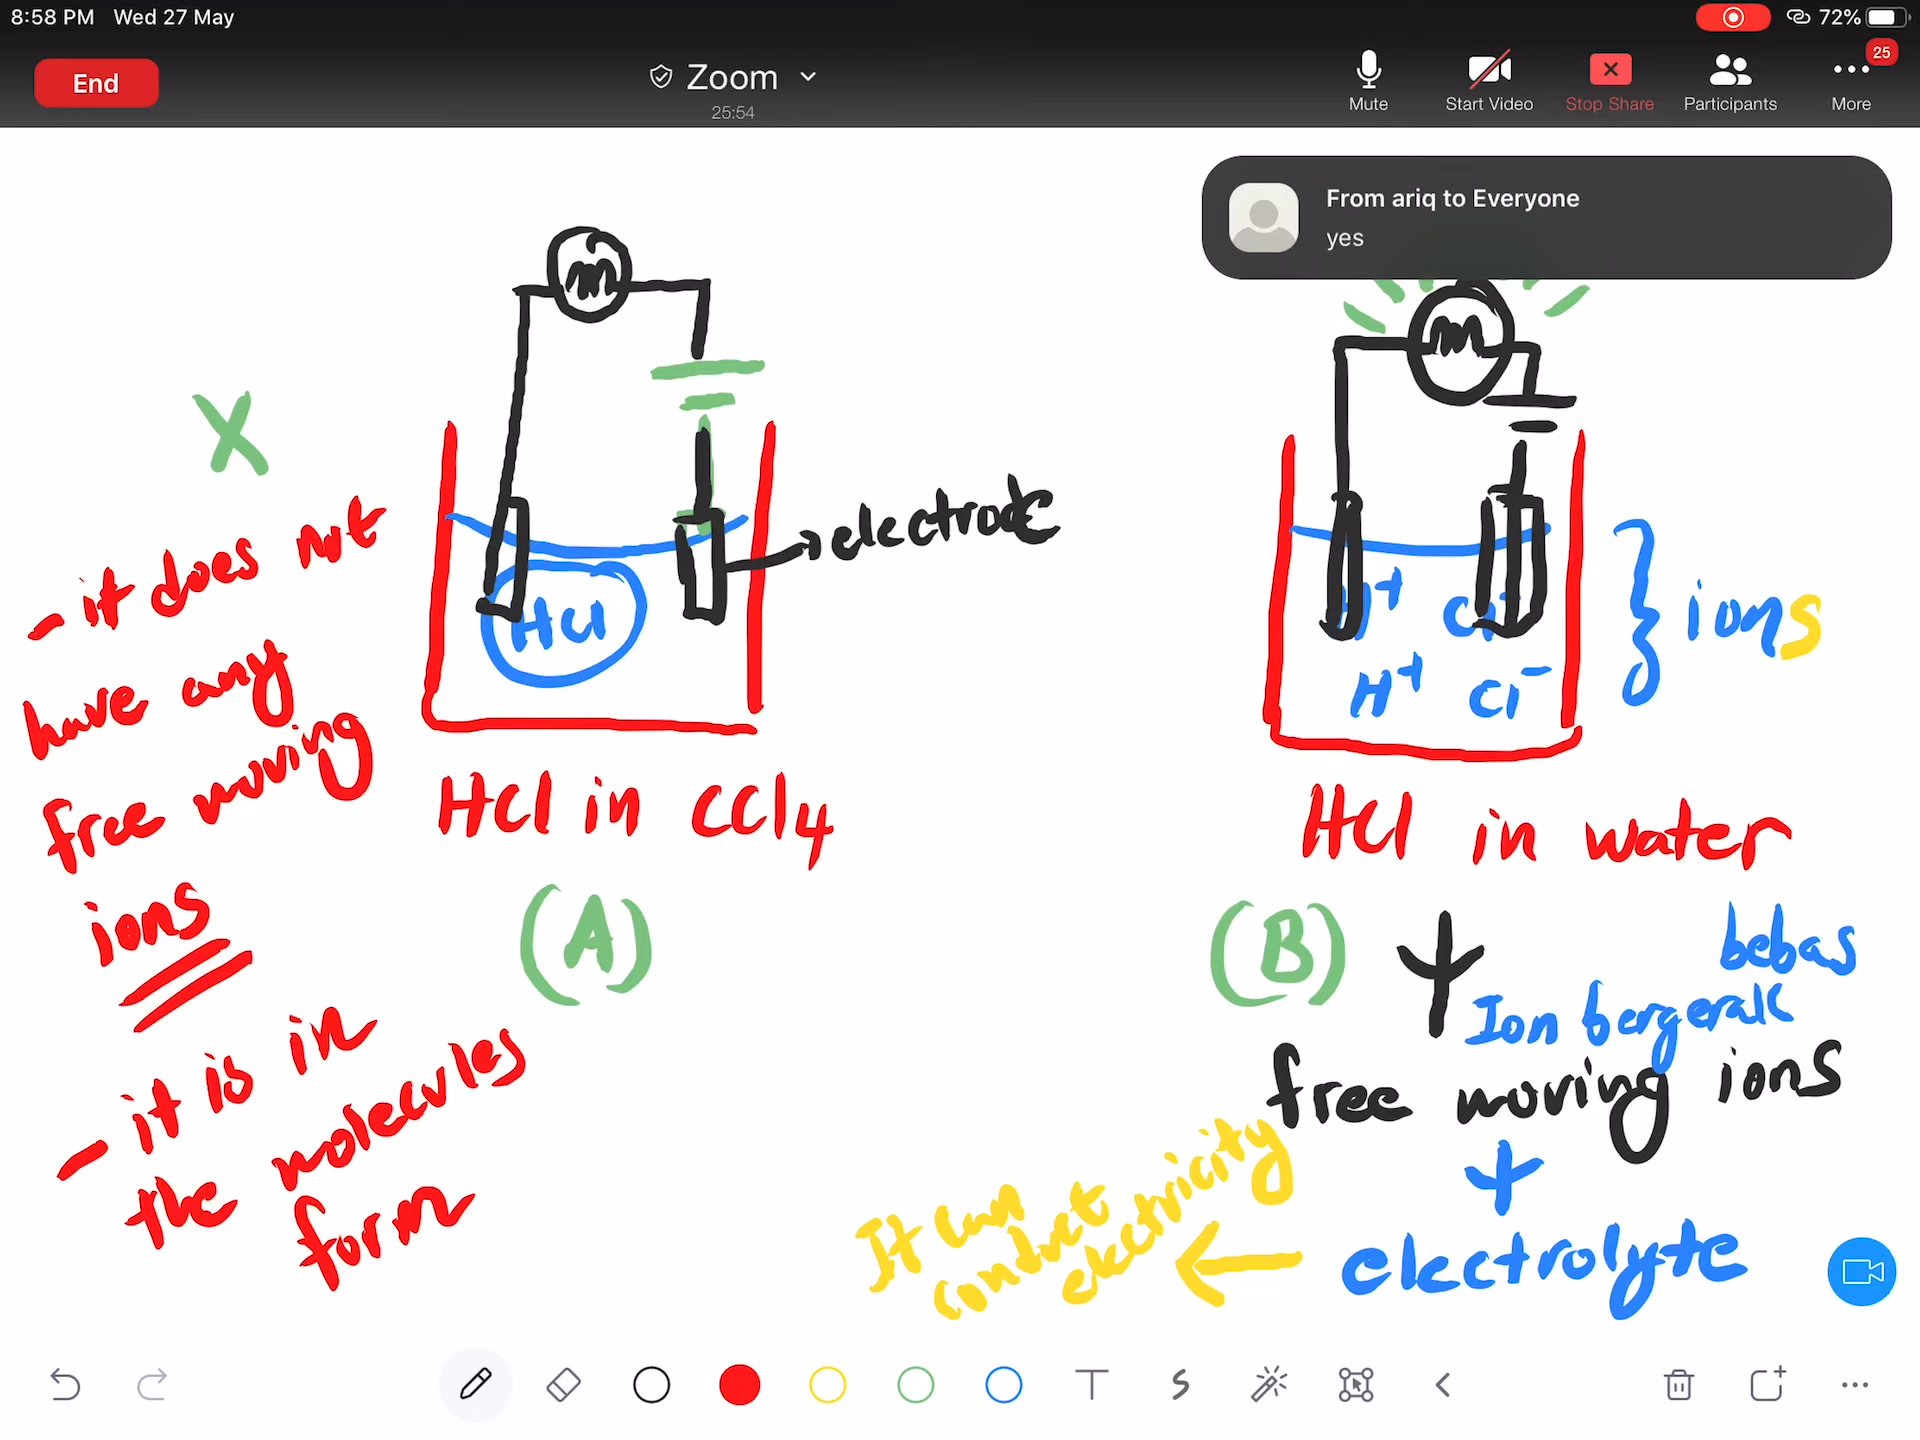 8:58 PM Wed 27 May
72%
End
Zoom
25:54
Mute
Start Video
Stop Share
Participants
More
25
From ariq to Everyone
yes
m
m
X
electrode
HCl
H+ Cl-
H+ Cl-
ions
- it does not
have any
free moving
ions
- it is in
the molecules
form
HCl in CCl4
(A)
HCl in water
(B)
bebas
Ion bergerak
free moving ions
electrolyte
It can
conduct
electricity
T